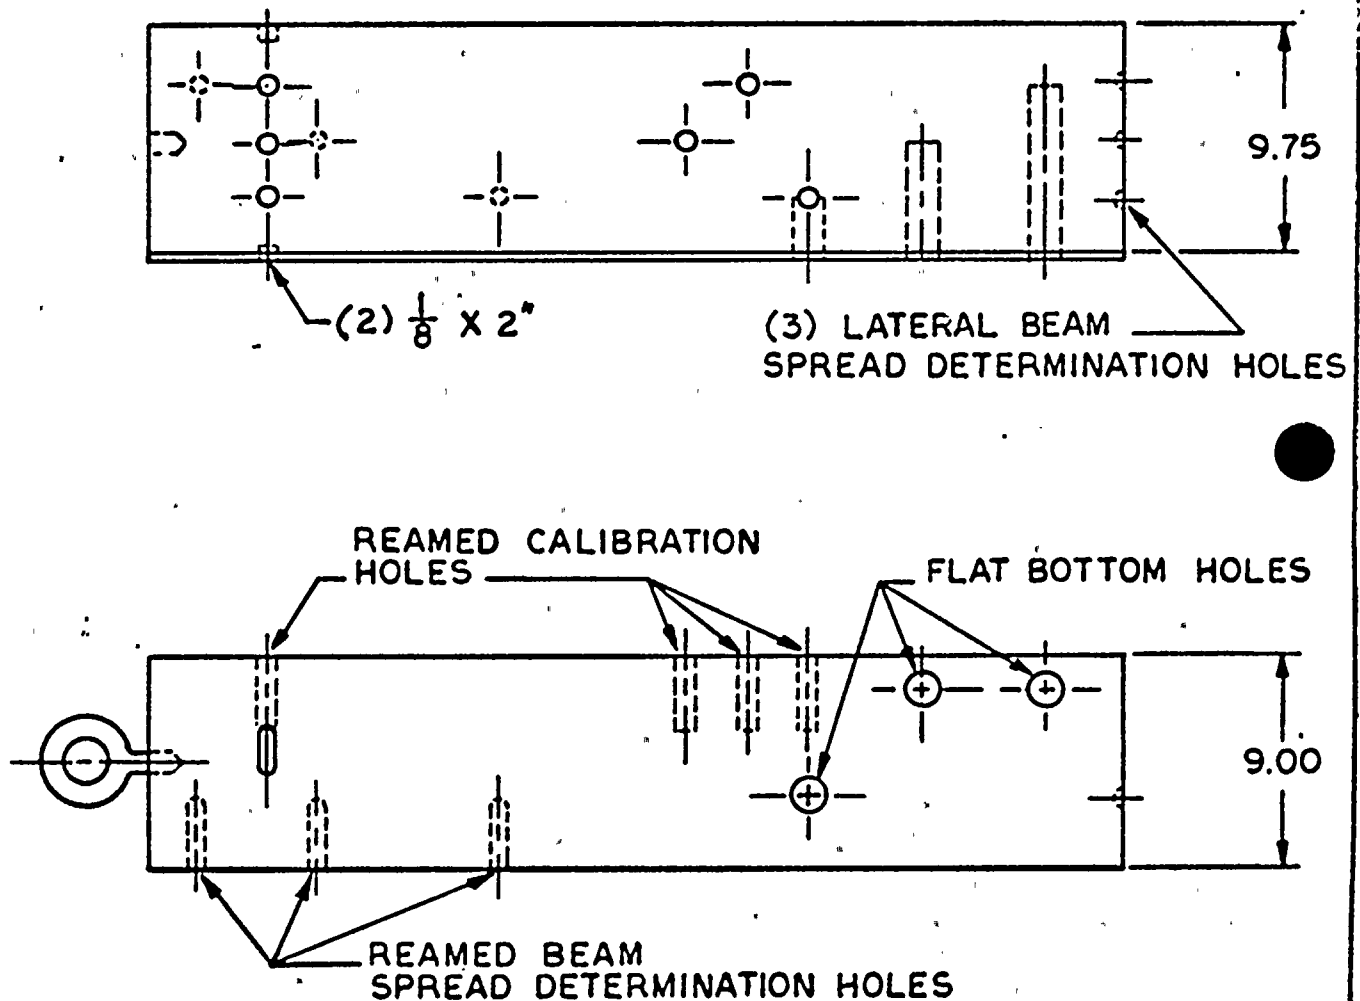 9.75
(2) 1/8 X 2"
(3) LATERAL BEAM
SPREAD DETERMINATION HOLES
REAMED CALIBRATION
HOLES
FLAT BOTTOM HOLES
9.00
REAMED BEAM
SPREAD DETERMINATION HOLES